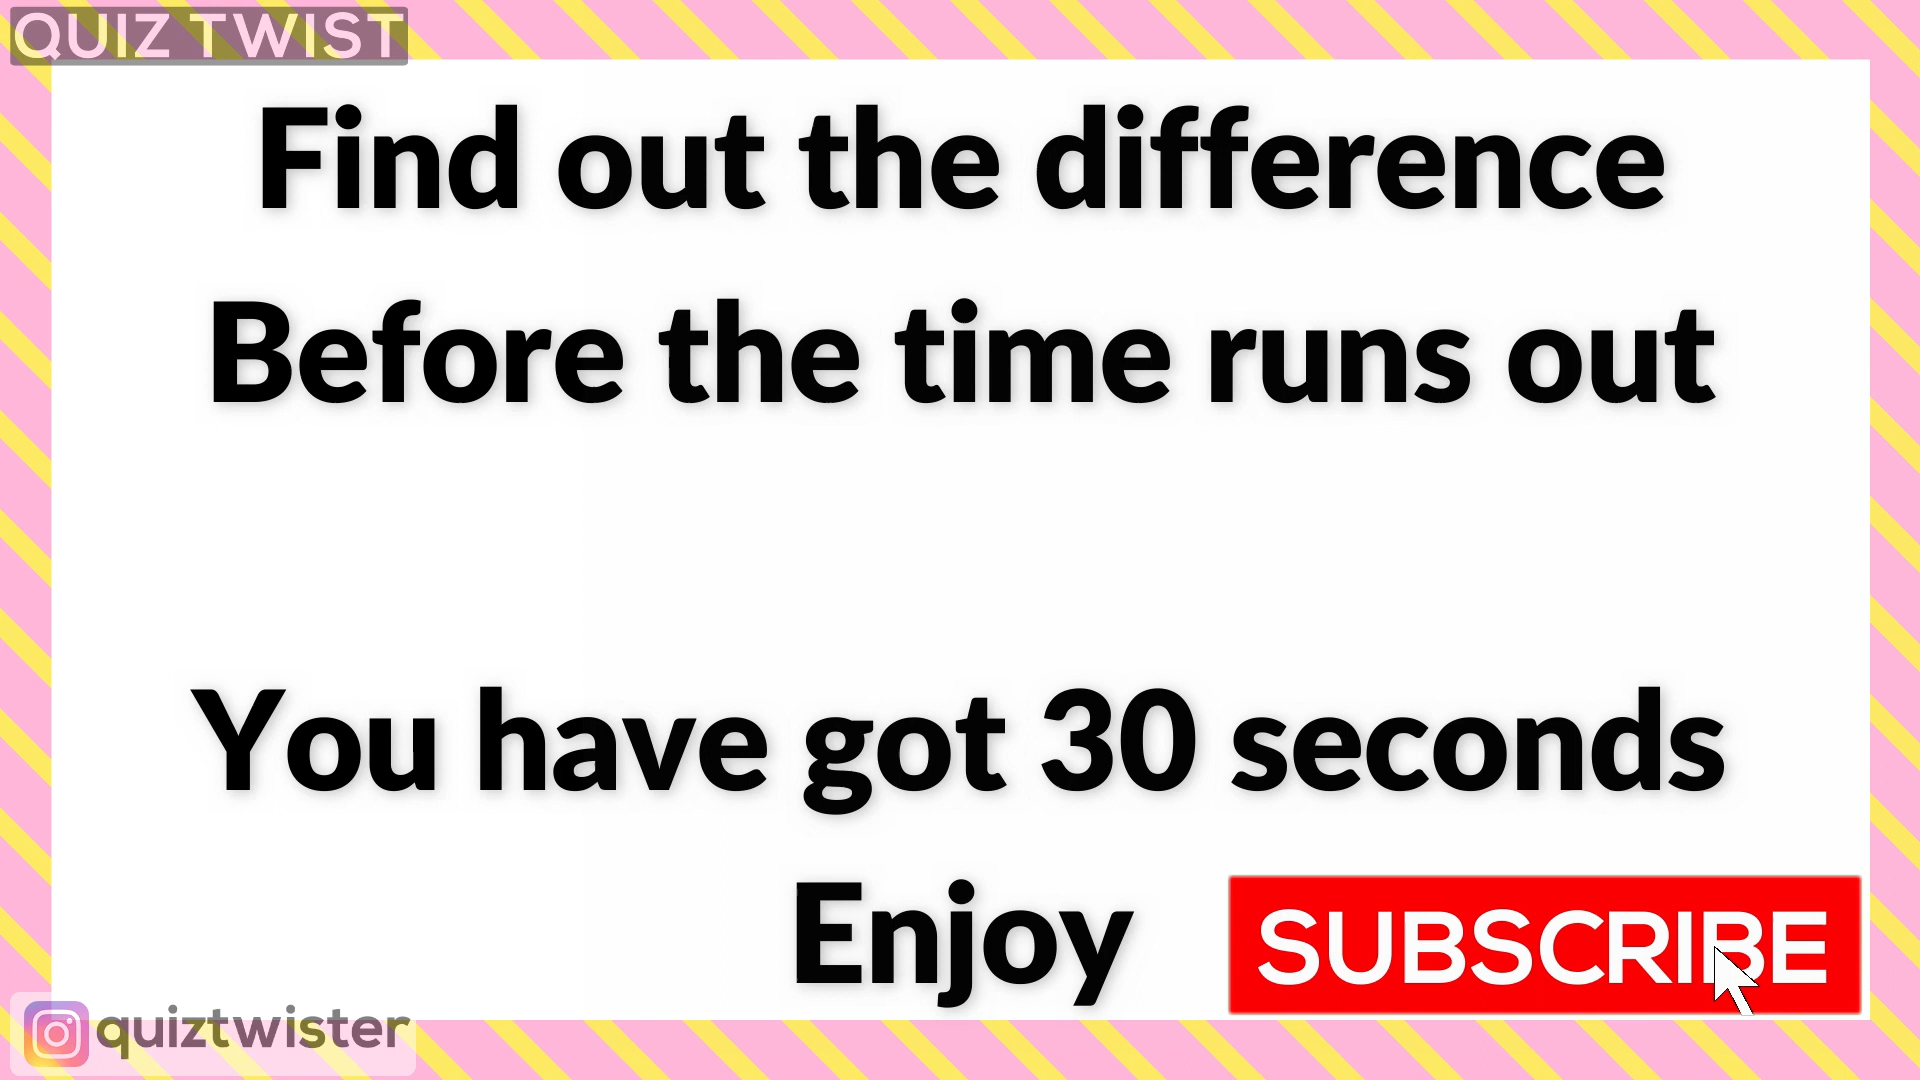 QUIZ TWIST
Find out the difference
Before the time runs out
You have got 30 seconds
Enjoy
SUBSCRIBE
quiztwister